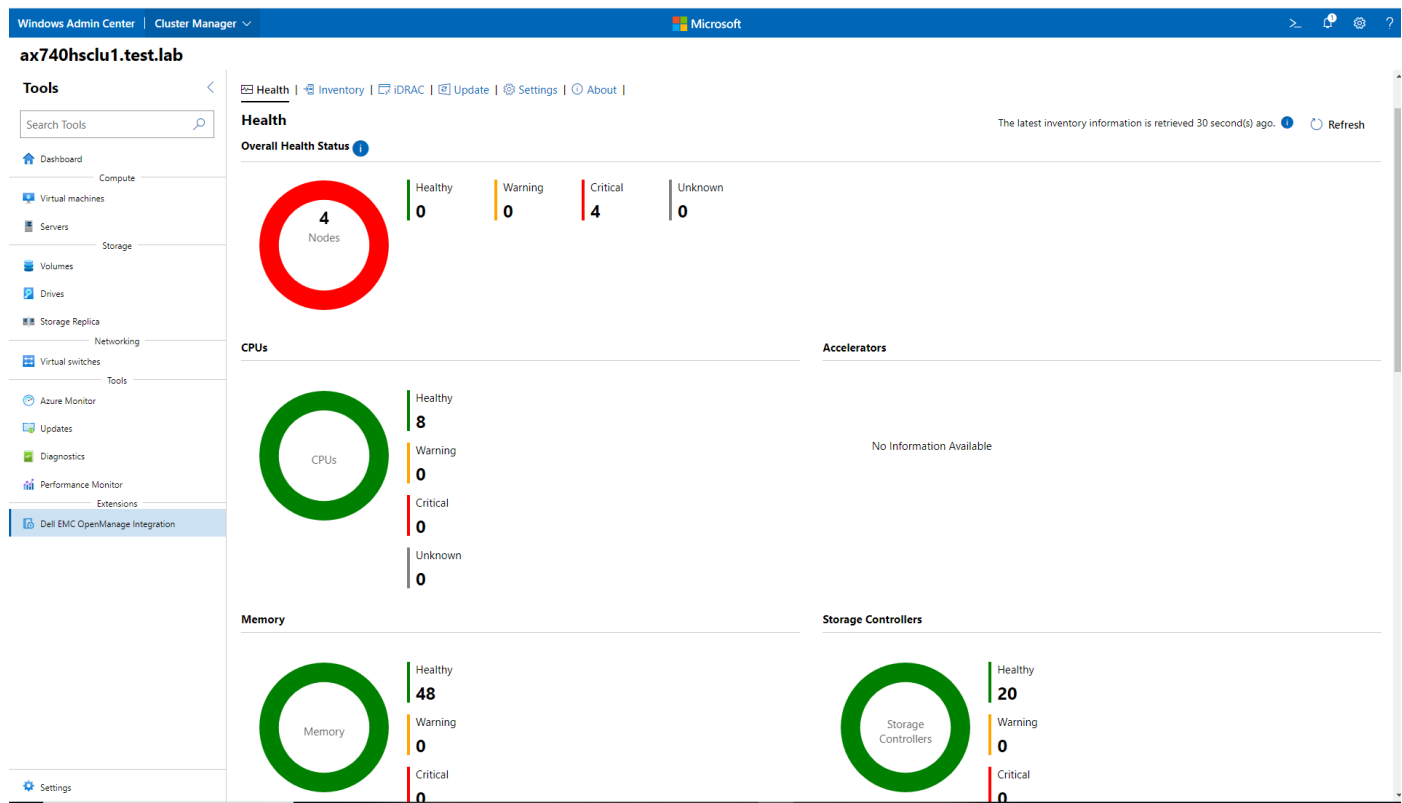 Windows Admin Center | Cluster Manager
Microsoft
>_ 1 ?
ax740hsclu1.test.lab
Tools
Search Tools
Dashboard
Compute
Virtual machines
Servers
Storage
Volumes
Drives
Storage Replica
Networking
Virtual switches
Tools
Azure Monitor
Updates
Diagnostics
Performance Monitor
Extensions
Dell EMC OpenManage Integration
Settings
Health | Inventory | iDRAC | Update | Settings | About |
Health
The latest inventory information is retrieved 30 second(s) ago. i Refresh
Overall Health Status i
4
Nodes
Healthy
0
Warning
0
Critical
4
Unknown
0
CPUs
CPUs
Healthy
8
Warning
0
Critical
0
Unknown
0
Accelerators
No Information Available
Memory
Memory
Healthy
48
Warning
0
Critical
0
Storage Controllers
Storage
Controllers
Healthy
20
Warning
0
Critical
0